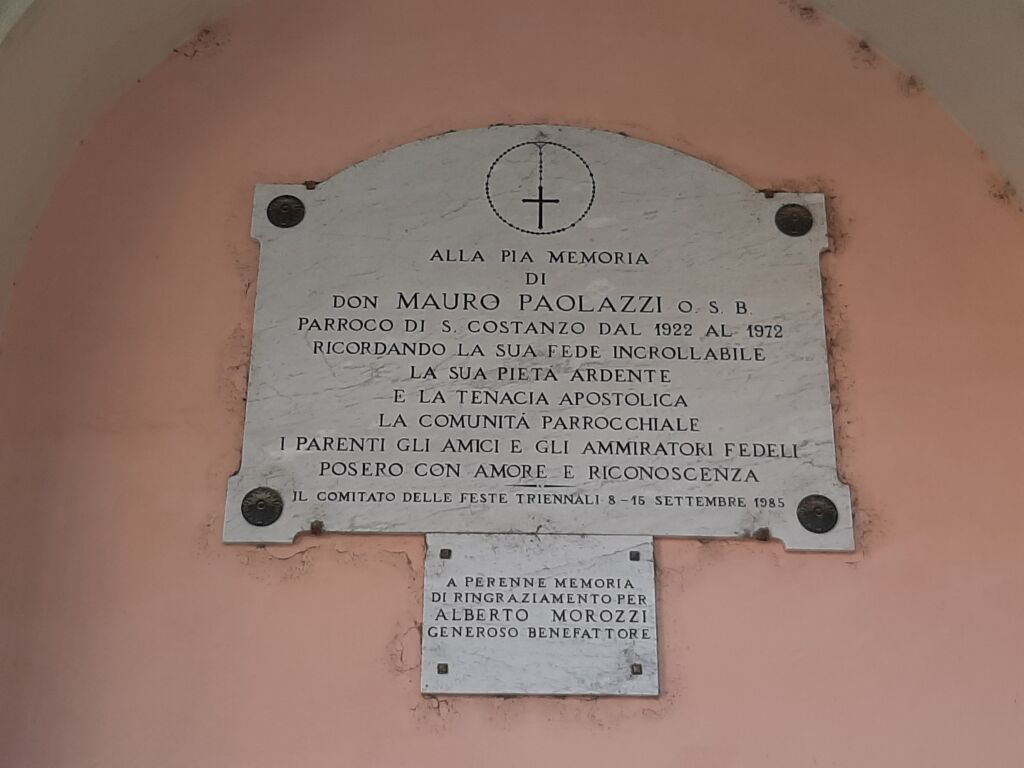 ALLA PIA MEMORIA
DI
DON MAURO PAOLAZZI O. S. B.
PARROCO DI S. COSTANZO DAL 1922 AL 1972
RICORDANDO LA SUA FEDE INCROLLABILE
LA SUA PIETÀ ARDENTE
E LA TENACIA APOSTOLICA
LA COMUNITÁ PARROCCHIALE
I PARENTI GLI AMICI E GLI AMMIRATORI FEDELI
POSERO CON AMORE E RICONOSCENZA
IL COMITATO DELLE FESTE TRIENNALI 8-15 SETTEMBRE 1985
A PERENNE MEMORIA
DI RINGRAZIAMENTO PER
ALBERTO MOROZZI
GENEROSO BENEFATTORE